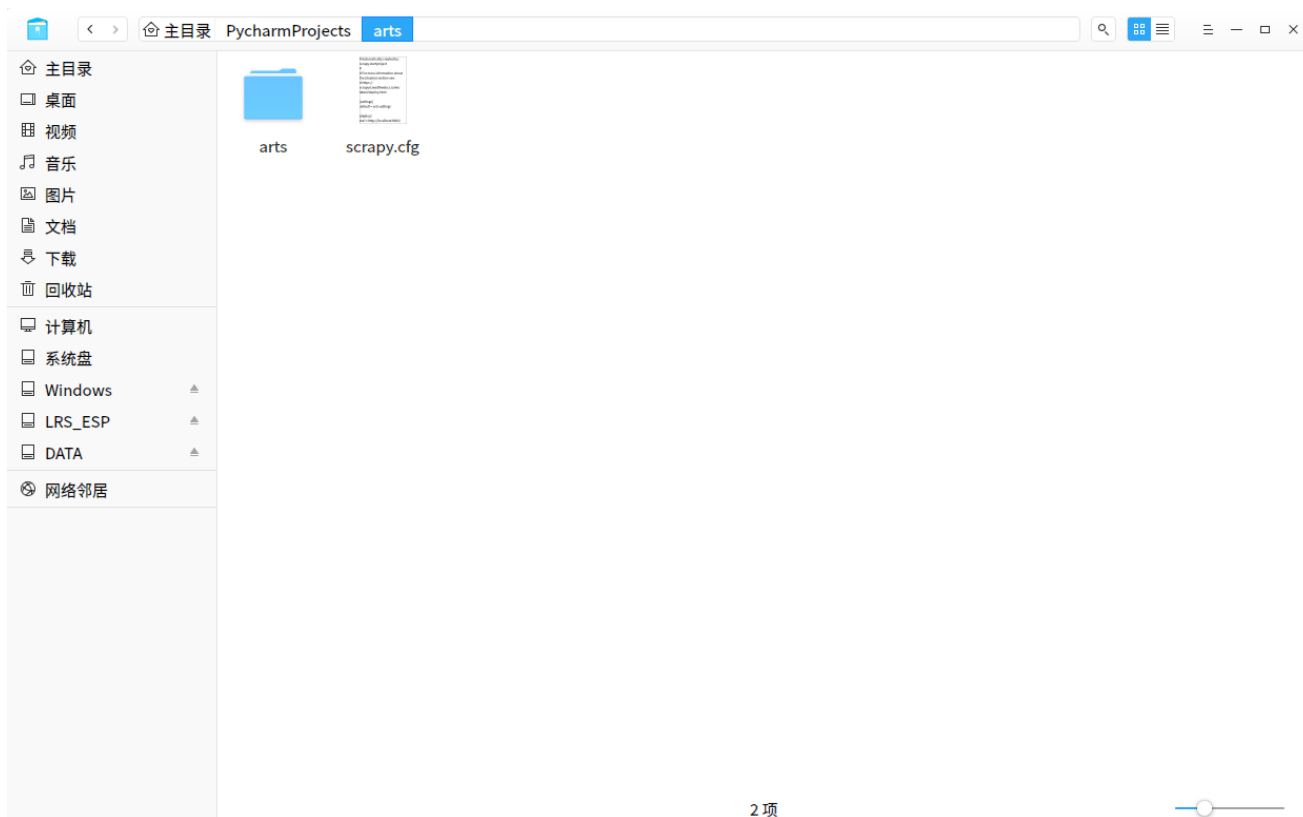 主目录 PycharmProjects arts
主目录
桌面
视频
音乐
图片
文档
下载
回收站
计算机
系统盘
Windows
LRS_ESP
DATA
网络邻居
arts scrapy.cfg
2 项